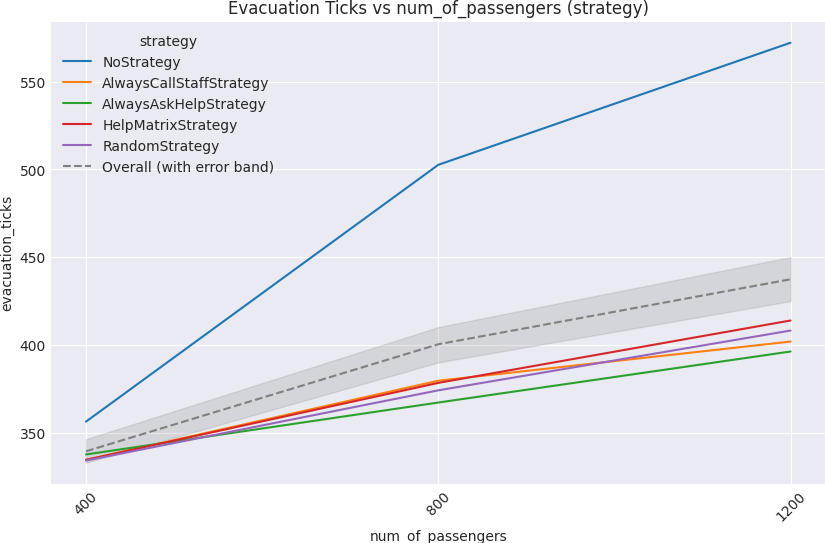 Evacuation Ticks vs num_of_passengers (strategy)
strategy
NoStrategy
AlwaysCallStaffStrategy
AlwaysAskHelpStrategy
HelpMatrixStrategy
RandomStrategy
Overall (with error band)
550
500
450
400
350
evacuation_ticks
400
800
1200
num_of_passengers